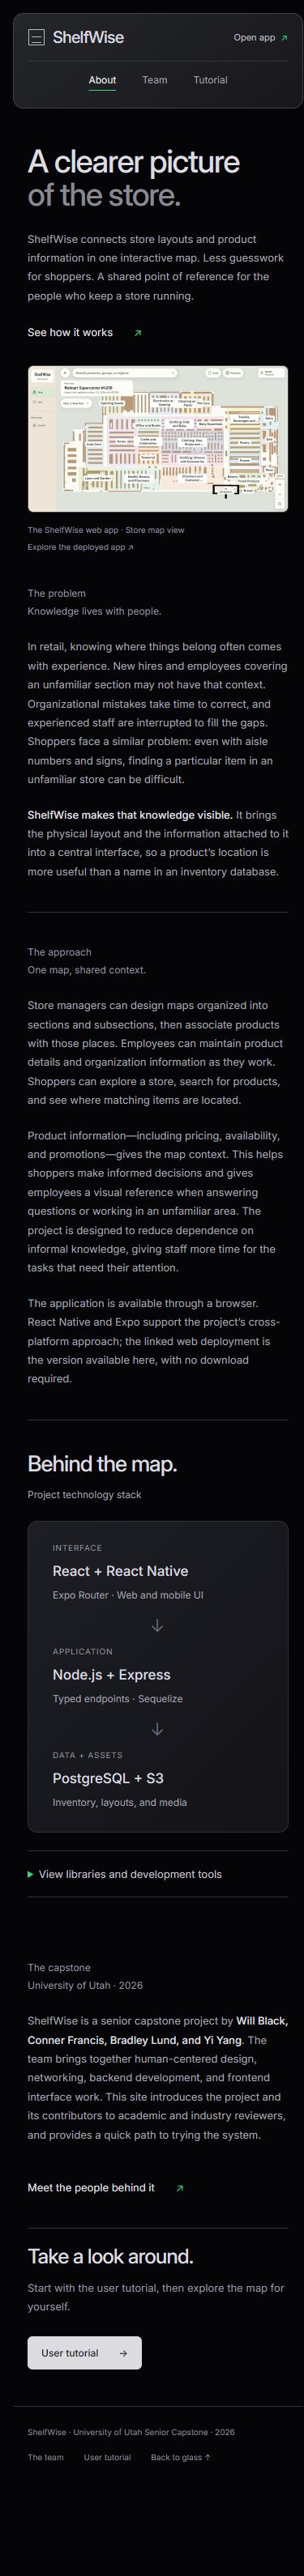 ShelfWise
Open app ↗
About Team Tutorial
A clearer picture
of the store.
ShelfWise connects store layouts and product
information in one interactive map. Less guesswork
for shoppers. A shared point of reference for the
people who keep a store running.
See how it works ↗
ShelfWise
Walmart Supercenter #1-208
The ShelfWise web app · Store map view
Explore the deployed app ↗
The problem
Knowledge lives with people.
In retail, knowing where things belong often comes
with experience. New hires and employees covering
an unfamiliar section may not have that context.
Organizational mistakes take time to correct, and
experienced staff are interrupted to fill the gaps.
Shoppers face a similar problem: even with aisle
numbers and signs, finding a particular item in an
unfamiliar store can be difficult.
ShelfWise makes that knowledge visible. It brings
the physical layout and the information attached to it
into a central interface, so a product’s location is
more useful than a name in an inventory database.
The approach
One map, shared context.
Store managers can design maps organized into
sections and subsections, then associate products
with those places. Employees can maintain product
details and organization information as they work.
Shoppers can explore a store, search for products,
and see where matching items are located.
Product information—including pricing, availability,
and promotions—gives the map context. This helps
shoppers make informed decisions and gives
employees a visual reference when answering
questions or working in an unfamiliar area. The
project is designed to reduce dependence on
informal knowledge, giving staff more time for the
tasks that need their attention.
The application is available through a browser.
React Native and Expo support the project’s cross-
platform approach; the linked web deployment is
the version available here, with no download
required.
Behind the map.
Project technology stack
INTERFACE
React + React Native
Expo Router · Web and mobile UI
↓
APPLICATION
Node.js + Express
Typed endpoints · Sequelize
↓
DATA + ASSETS
PostgreSQL + S3
Inventory, layouts, and media
▶ View libraries and development tools
The capstone
University of Utah · 2026
ShelfWise is a senior capstone project by Will Black,
Conner Francis, Bradley Lund, and Yi Yang. The
team brings together human-centered design,
networking, backend development, and frontend
interface work. This site introduces the project and
its contributors to academic and industry reviewers,
and provides a quick path to trying the system.
Meet the people behind it ↗
Take a look around.
Start with the user tutorial, then explore the map for
yourself.
User tutorial →
ShelfWise · University of Utah Senior Capstone · 2026
The team User tutorial Back to glass ↑